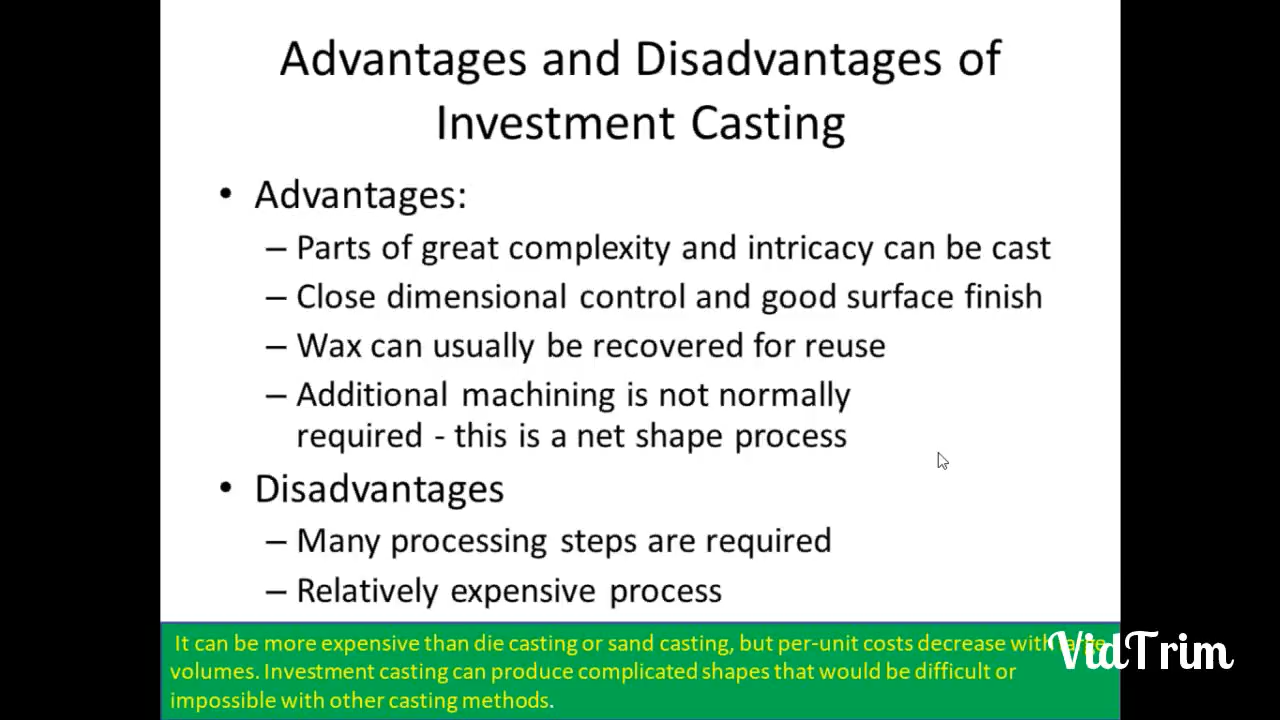 Advantages and Disadvantages of
Investment Casting
• Advantages:
– Parts of great complexity and intricacy can be cast
– Close dimensional control and good surface finish
– Wax can usually be recovered for reuse
– Additional machining is not normally
required - this is a net shape process
• Disadvantages
– Many processing steps are required
– Relatively expensive process
It can be more expensive than die casting or sand casting, but per-unit costs decrease with
volumes. Investment casting can produce complicated shapes that would be difficult or
impossible with other casting methods.
VidTrim